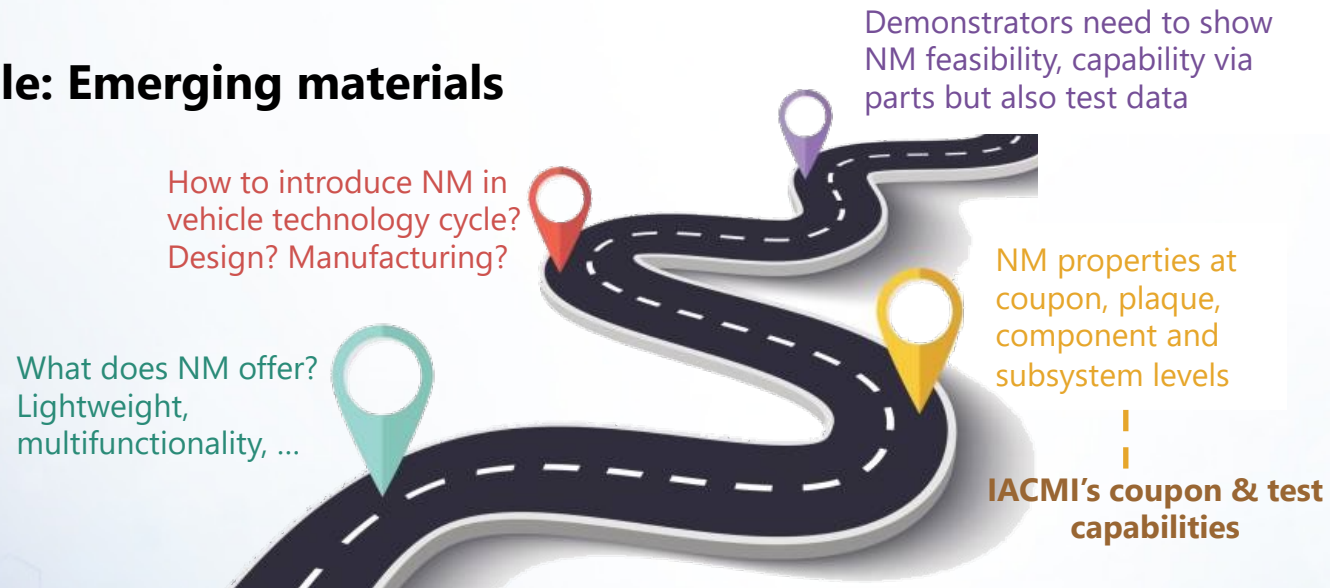 le: Emerging materials
Demonstrators need to show
NM feasibility, capability via
parts but also test data
How to introduce NM in
vehicle technology cycle?
Design? Manufacturing?
NM properties at
coupon, plaque,
component and
subsystem levels
What does NM offer?
Lightweight,
multifunctionality, ...
IACMI’s coupon & test
capabilities